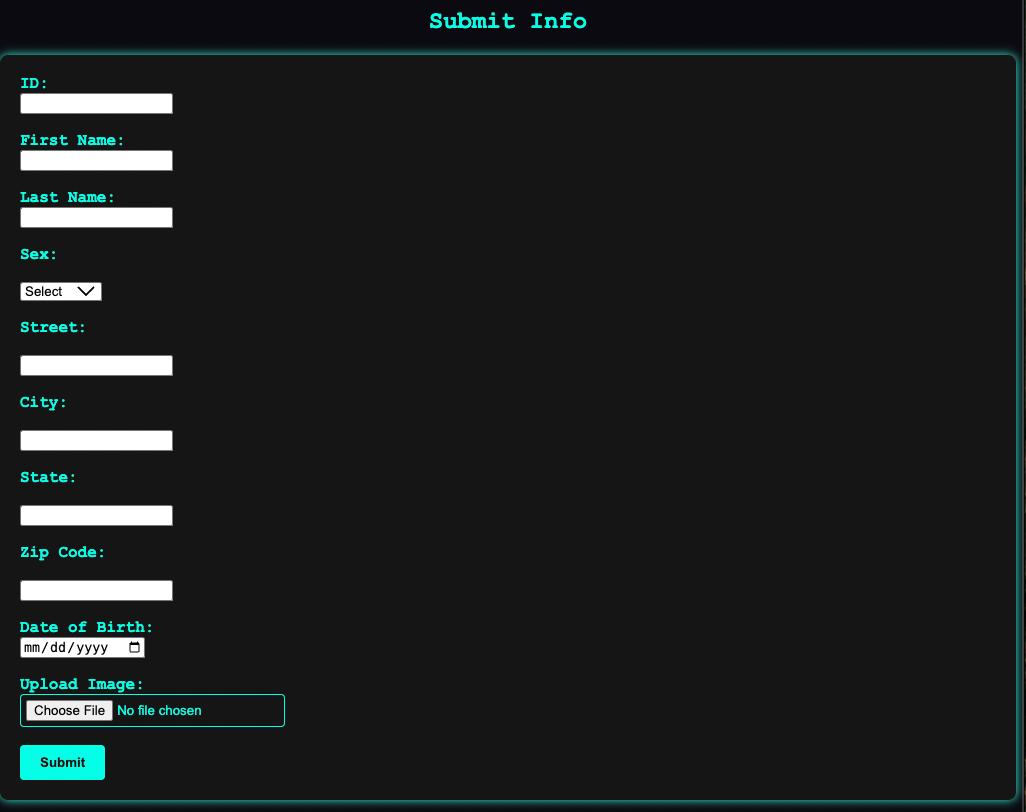 Submit Info
ID:
First Name:
Last Name:
Sex:
Select
Street:
City:
State:
Zip Code:
Date of Birth:
mm/dd/yyyy
Upload Image:
Choose File No file chosen
Submit